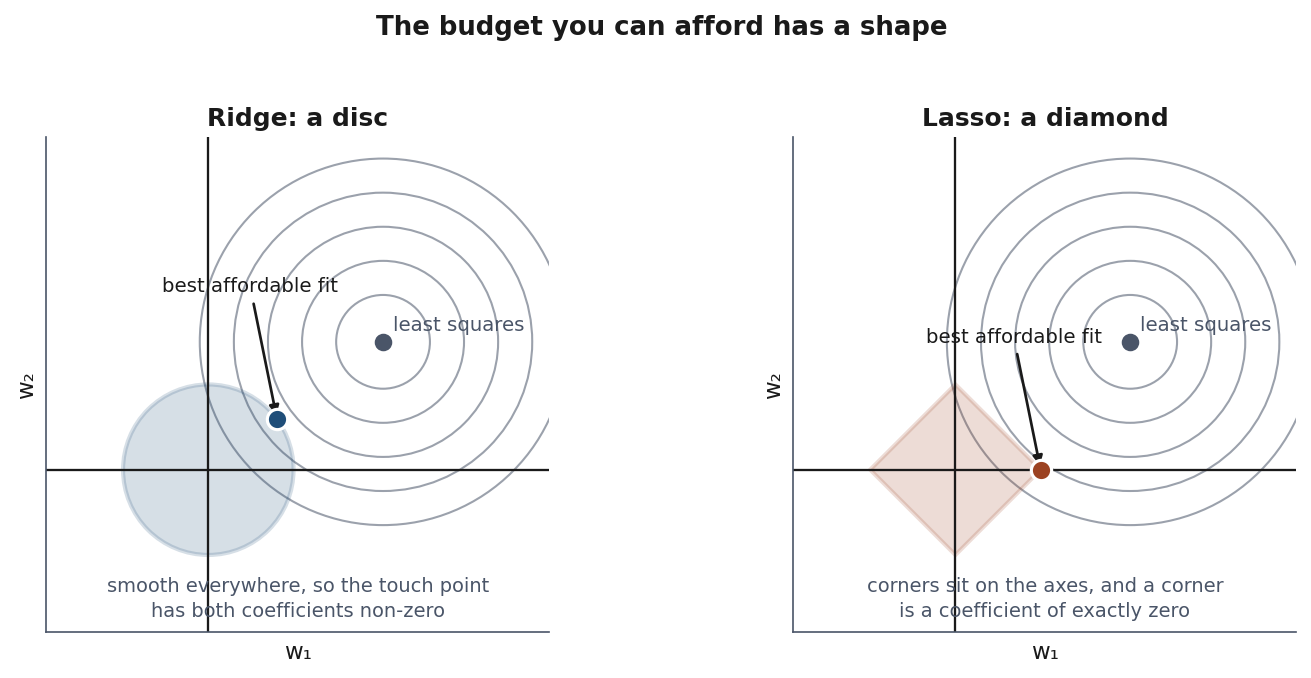 The budget you can afford has a shape
Ridge: a disc
best affordable fit
least squares
w₂
smooth everywhere, so the touch point
has both coefficients non-zero
w₁
Lasso: a diamond
least squares
best affordable fit
w₂
corners sit on the axes, and a corner
is a coefficient of exactly zero
w₁